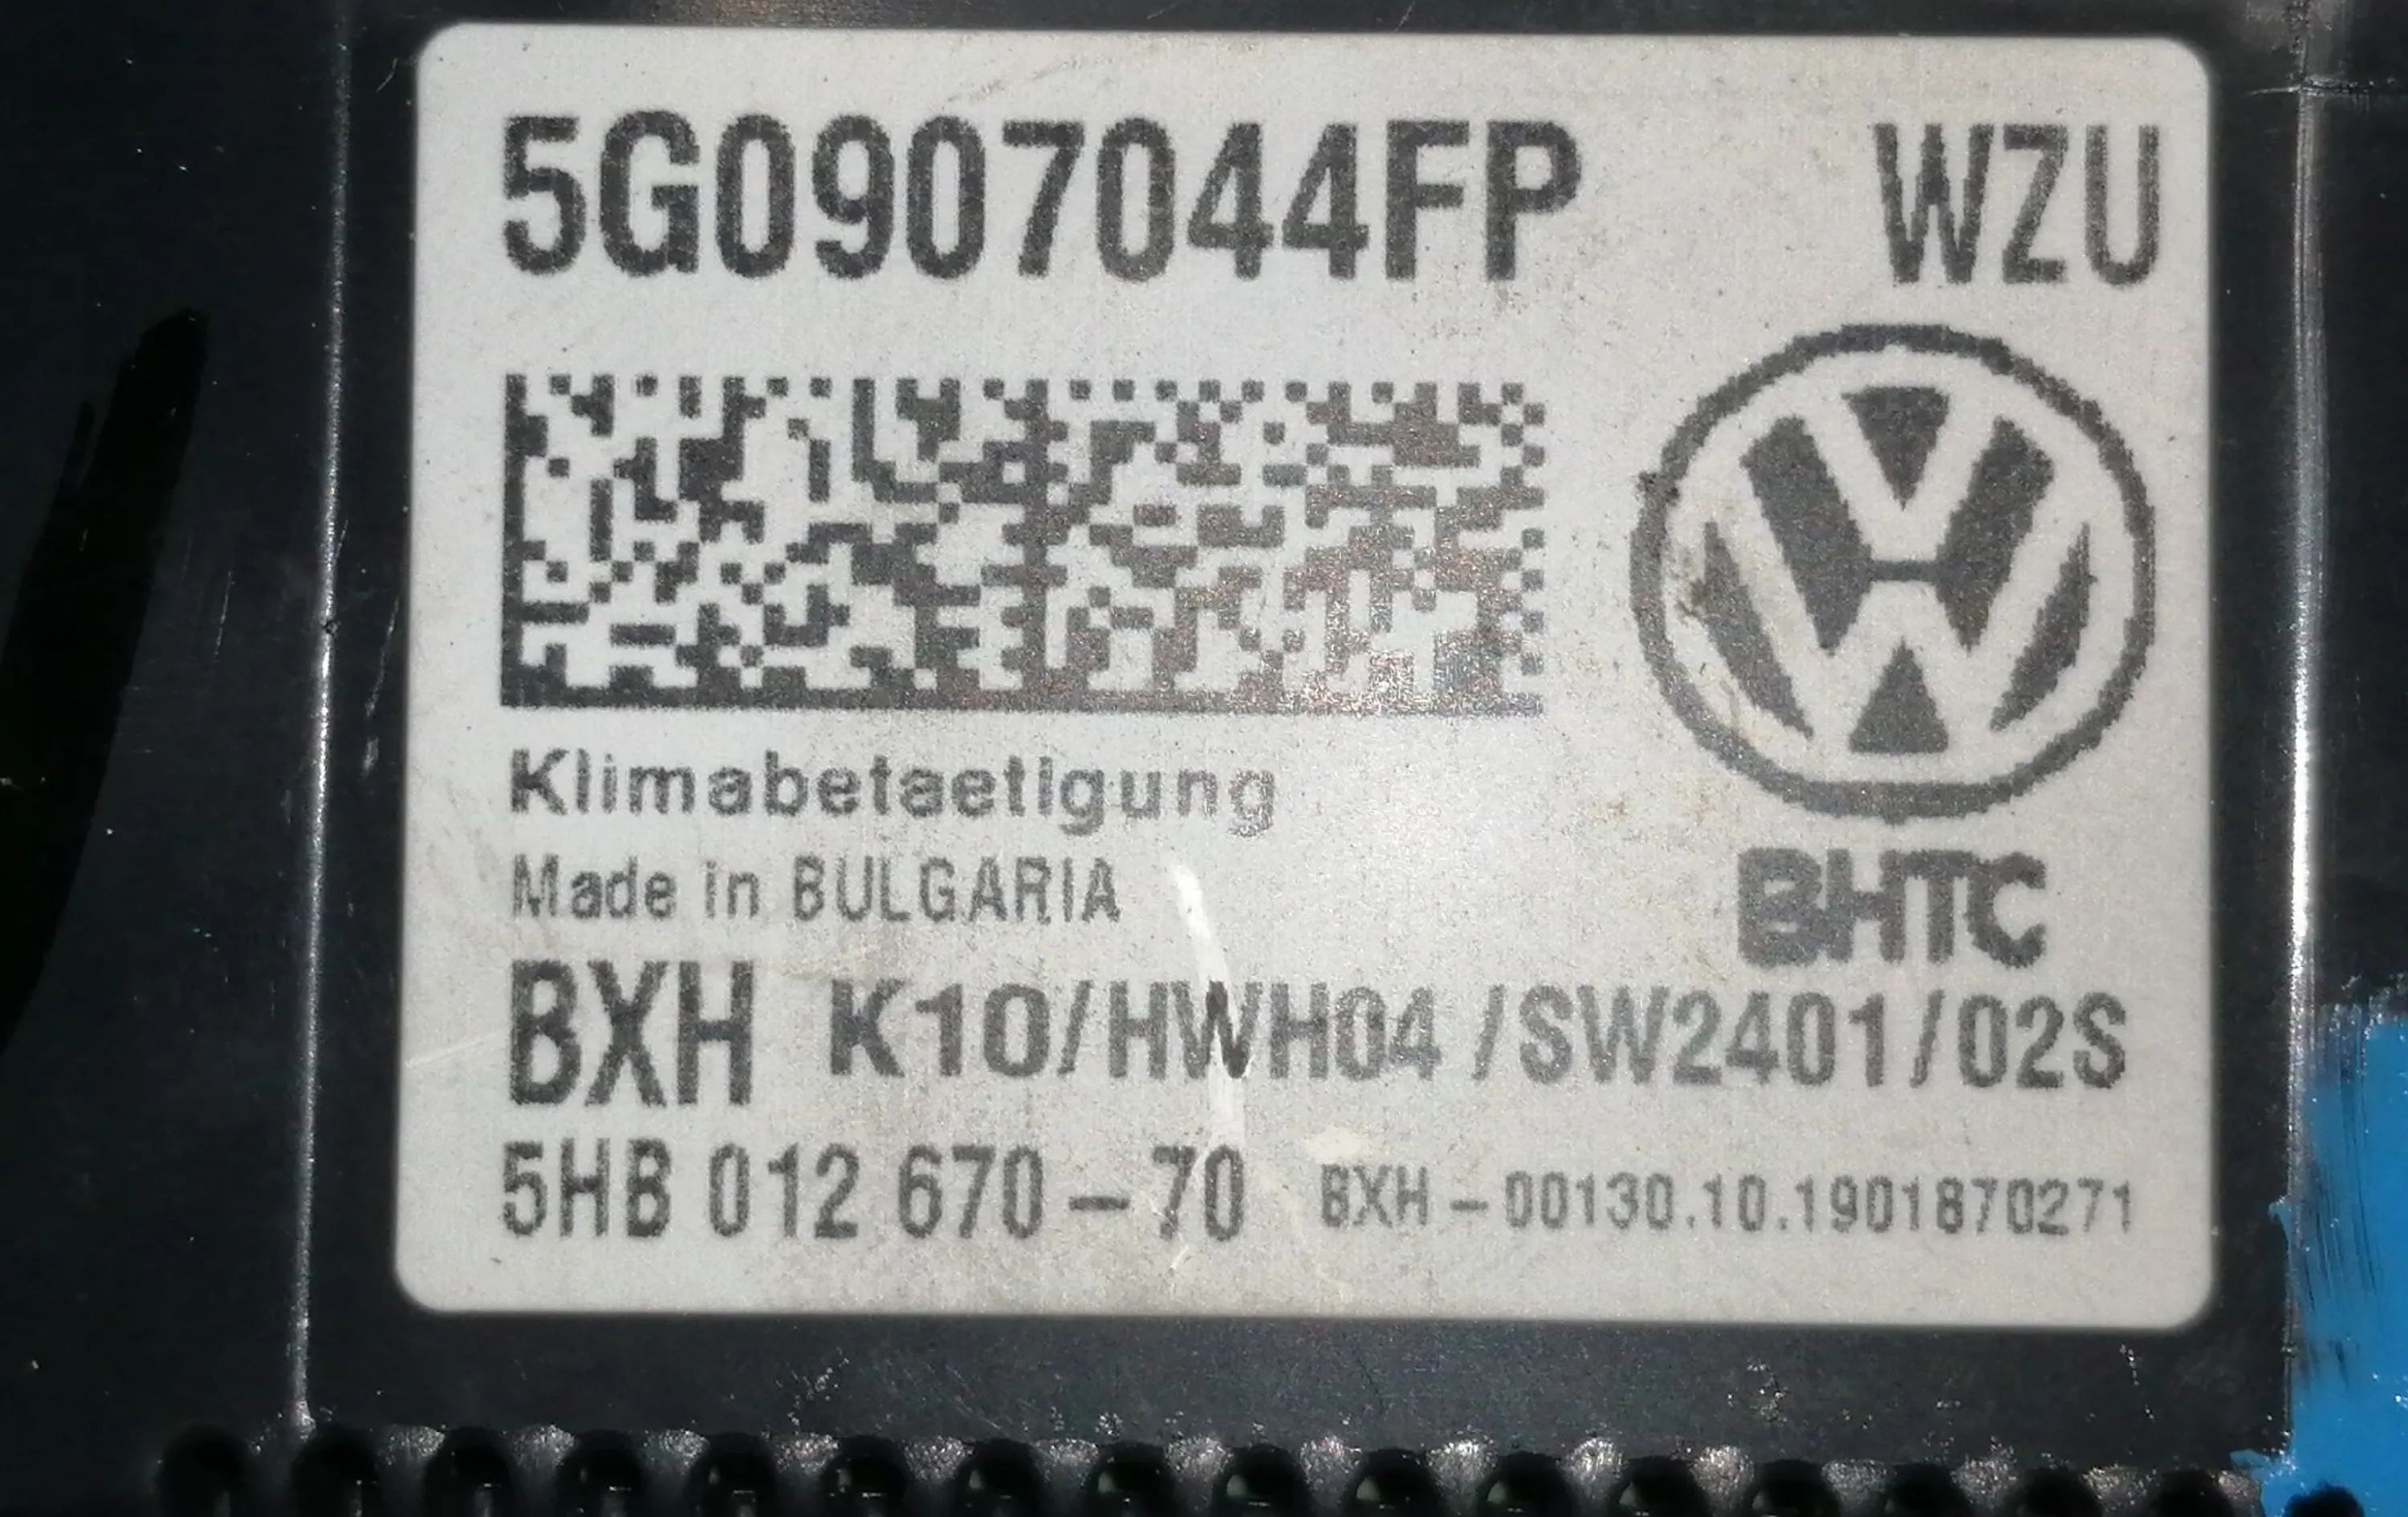 5G0907044FP WZU
Klimabetaetigung
Made in BULGARIA
BHTC
BXH K10/HWH04 /SW2401/02S
5HB 012 670-70 BXH-00130.10.1901870271